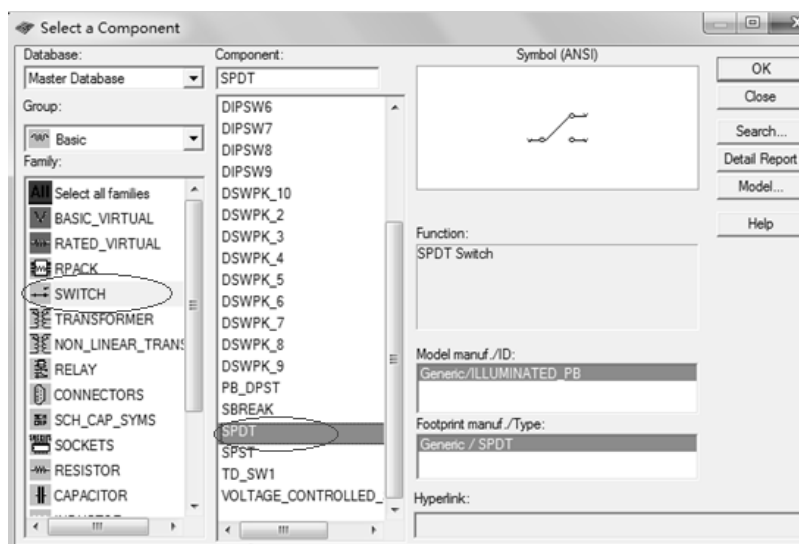 Select a Component
Database:
Master Database
Group:
Basic
Family:
All Select all families
BASIC_VIRTUAL
RATED_VIRTUAL
RPACK
SWITCH
TRANSFORMER
NON_LINEAR_TRANS
RELAY
CONNECTORS
SCH_CAP_SYMS
SOCKETS
RESISTOR
CAPACITOR
Component:
SPDT
DIPSW6
DIPSW7
DIPSW8
DIPSW9
DSWPK_10
DSWPK_2
DSWPK_3
DSWPK_4
DSWPK_5
DSWPK_6
DSWPK_7
DSWPK_8
DSWPK_9
PB_DPST
SBREAK
SPDT
SPST
TD_SW1
VOLTAGE_CONTROLLED_
Symbol (ANSI)
Function:
SPDT Switch
Model manuf./ID:
Generic/ILLUMINATED_PB
Footprint manuf./Type:
Generic / SPDT
Hyperlink:
OK
Close
Search...
Detail Report
Model...
Help